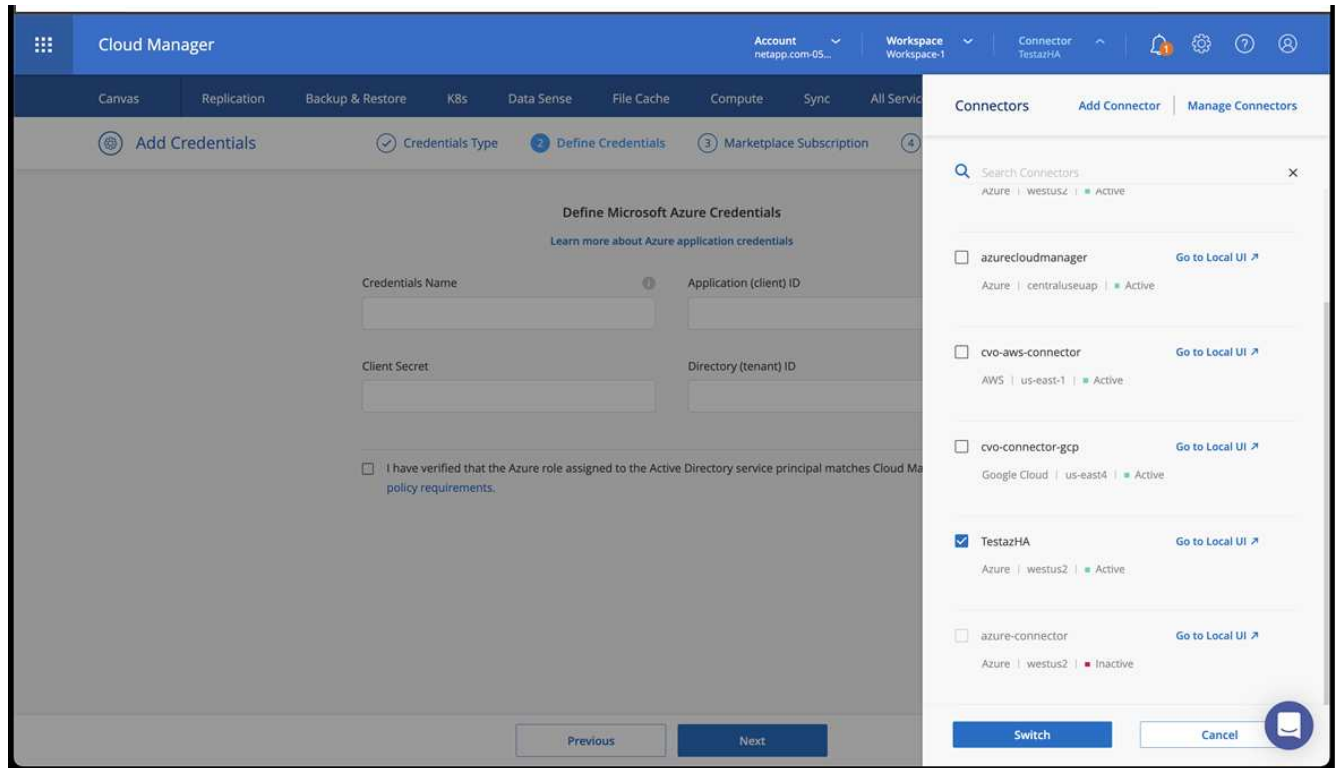 Cloud Manager
Account
netapp.com-05...
Workspace
Workspace-1
Connector
TestazHA
1
Canvas Replication Backup & Restore K8s Data Sense File Cache Compute Sync All Servic
Add Credentials
Credentials Type
2 Define Credentials
3 Marketplace Subscription
4
Define Microsoft Azure Credentials
Learn more about Azure application credentials
Credentials Name
Application (client) ID
Client Secret
Directory (tenant) ID
I have verified that the Azure role assigned to the Active Directory service principal matches Cloud Ma
policy requirements.
Previous
Next
Connectors
Add Connector | Manage Connectors
Search Connectors
Azure | westus2 | Active
azurecloudmanager
Go to Local UI
Azure | centraluseuap | Active
cvo-aws-connector
Go to Local UI
AWS | us-east-1 | Active
cvo-connector-gcp
Go to Local UI
Google Cloud | us-east4 | Active
TestazHA
Go to Local UI
Azure | westus2 | Active
azure-connector
Go to Local UI
Azure | westus2 | Inactive
Switch
Cancel